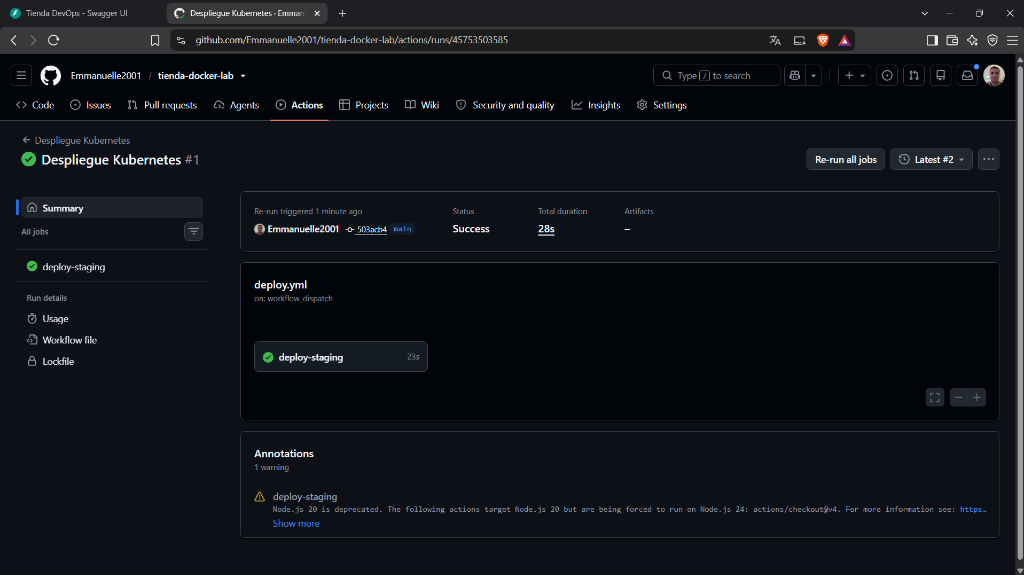 Tienda DevOps - Swagger UI
Despliegue Kubernetes · Emman
github.com/Emmanuelle2001/tienda-docker-lab/actions/runs/45753503585
Emmanuelle2001 / tienda-docker-lab
Type / to search
Code
Issues
Pull requests
Agents
Actions
Projects
Wiki
Security and quality
Insights
Settings
Despliegue Kubernetes
Despliegue Kubernetes #1
Re-run all jobs
Latest #2
Summary
All jobs
deploy-staging
Run details
Usage
Workflow file
Lockfile
Re-run triggered 1 minute ago
Emmanuelle2001 503acb4 main
Status
Success
Total duration
28s
Artifacts
–
deploy.yml
on: workflow_dispatch
deploy-staging 23s
Annotations
1 warning
deploy-staging
Node.js 20 is deprecated. The following actions target Node.js 20 but are being forced to run on Node.js 24: actions/checkout@v4. For more information see: https…
Show more